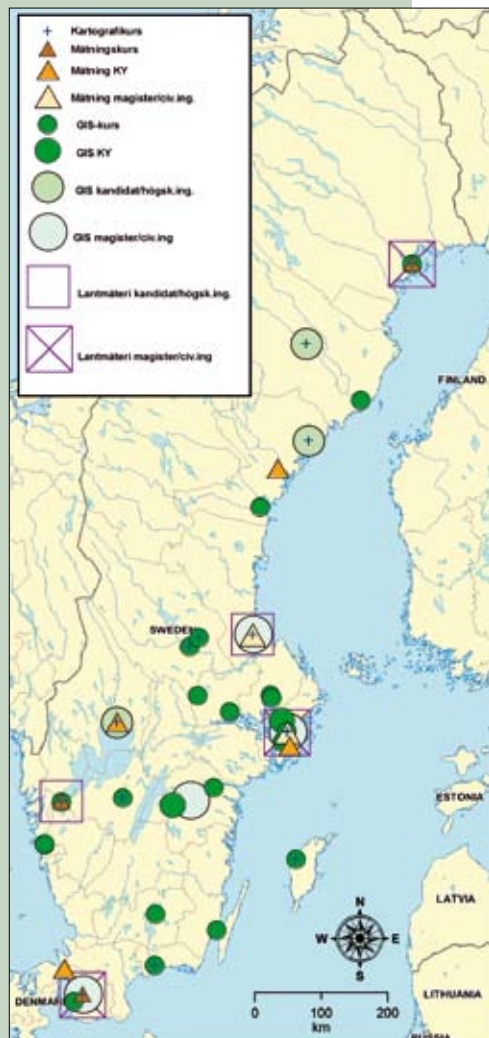 Kartografikurs
Mätningskurs
Mätning KY
Mätning magister/civ.ing.
GIS-kurs
GIS KY
GIS kandidat/högsk.ing.
GIS magister/civ.ing
Lantmäteri kandidat/högsk.ing.
Lantmäteri magister/civ.ing
FINLAND
SWEDEN
ESTONIA
LATVIA
N
W E
S
DENMARK
LITHUANIA
0 100 200
km
RUSSIA